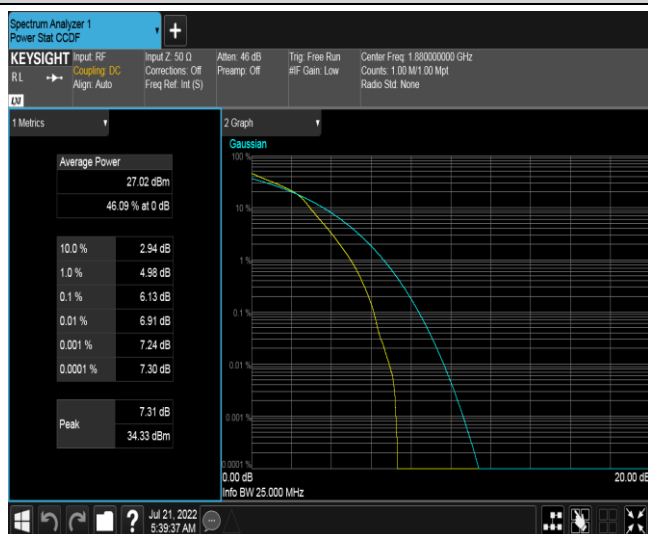 Spectrum Analyzer 1
Power Stat CCDF
+
KEYSIGHT
RL
LXI
Input: RF
Coupling: DC
Align: Auto
Input Z: 50 Ω
Corrections: Off
Freq Ref: Int (S)
Atten: 46 dB
Preamp: Off
Trig: Free Run
#IF Gain: Low
Center Freq: 1.880000000 GHz
Counts: 1.00 M/1.00 Mpt
Radio Std: None
1 Metrics
Average Power
27.02 dBm
46.09 % at 0 dB
10.0 % 2.94 dB
1.0 % 4.98 dB
0.1 % 6.13 dB
0.01 % 6.91 dB
0.001 % 7.24 dB
0.0001 % 7.30 dB
Peak
7.31 dB
34.33 dBm
2 Graph
Gaussian
100 %
10 %
1 %
0.1 %
0.01 %
0.001 %
0.0001 %
0.00 dB
20.00 dB
Info BW 25.000 MHz
?
Jul 21, 2022
5:39:37 AM